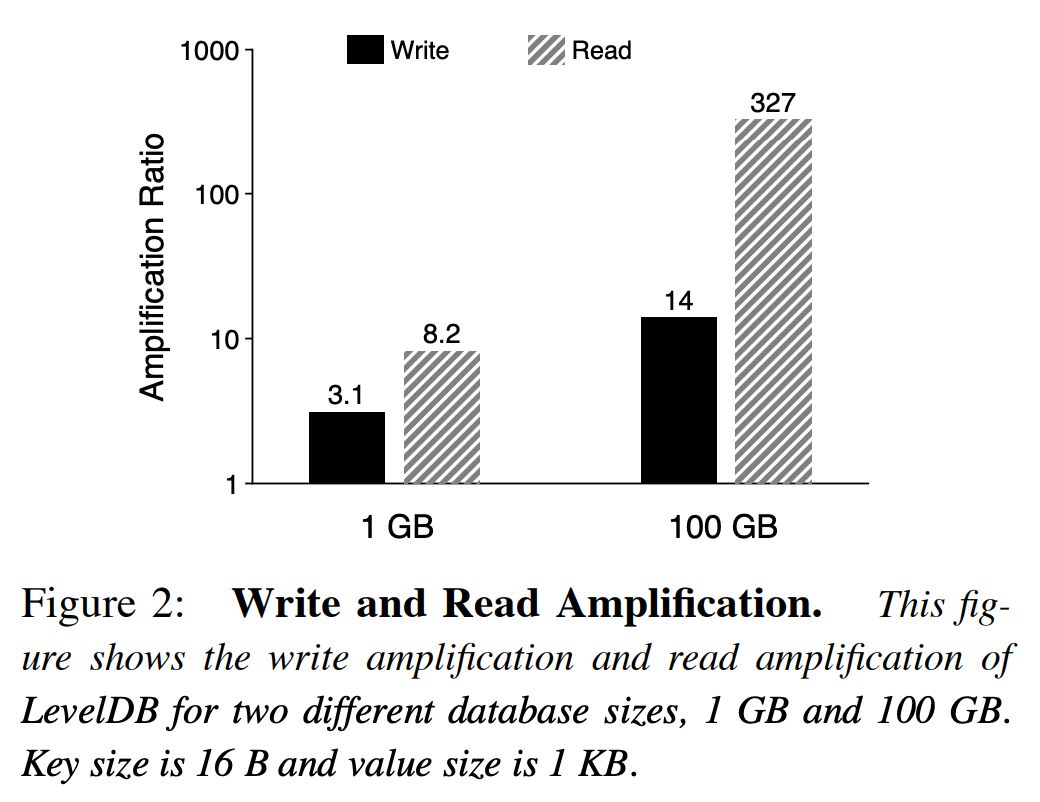 1000
Write
Read
327
Amplification Ratio
100
14
10
8.2
3.1
1
1 GB
100 GB
Figure 2: Write and Read Amplification. This fig-
ure shows the write amplification and read amplification of
LevelDB for two different database sizes, 1 GB and 100 GB.
Key size is 16 B and value size is 1 KB.